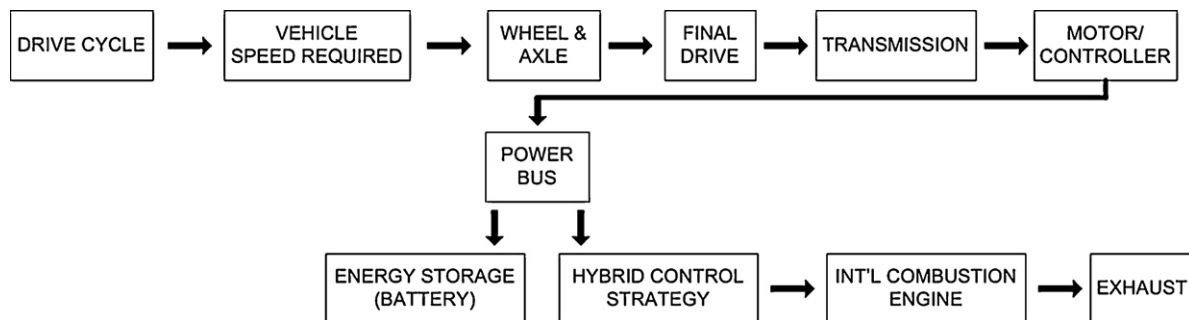 DRIVE CYCLE
VEHICLE
SPEED REQUIRED
WHEEL &
AXLE
FINAL
DRIVE
TRANSMISSION
MOTOR/
CONTROLLER
POWER
BUS
ENERGY STORAGE
(BATTERY)
HYBRID CONTROL
STRATEGY
INT'L COMBUSTION
ENGINE
EXHAUST